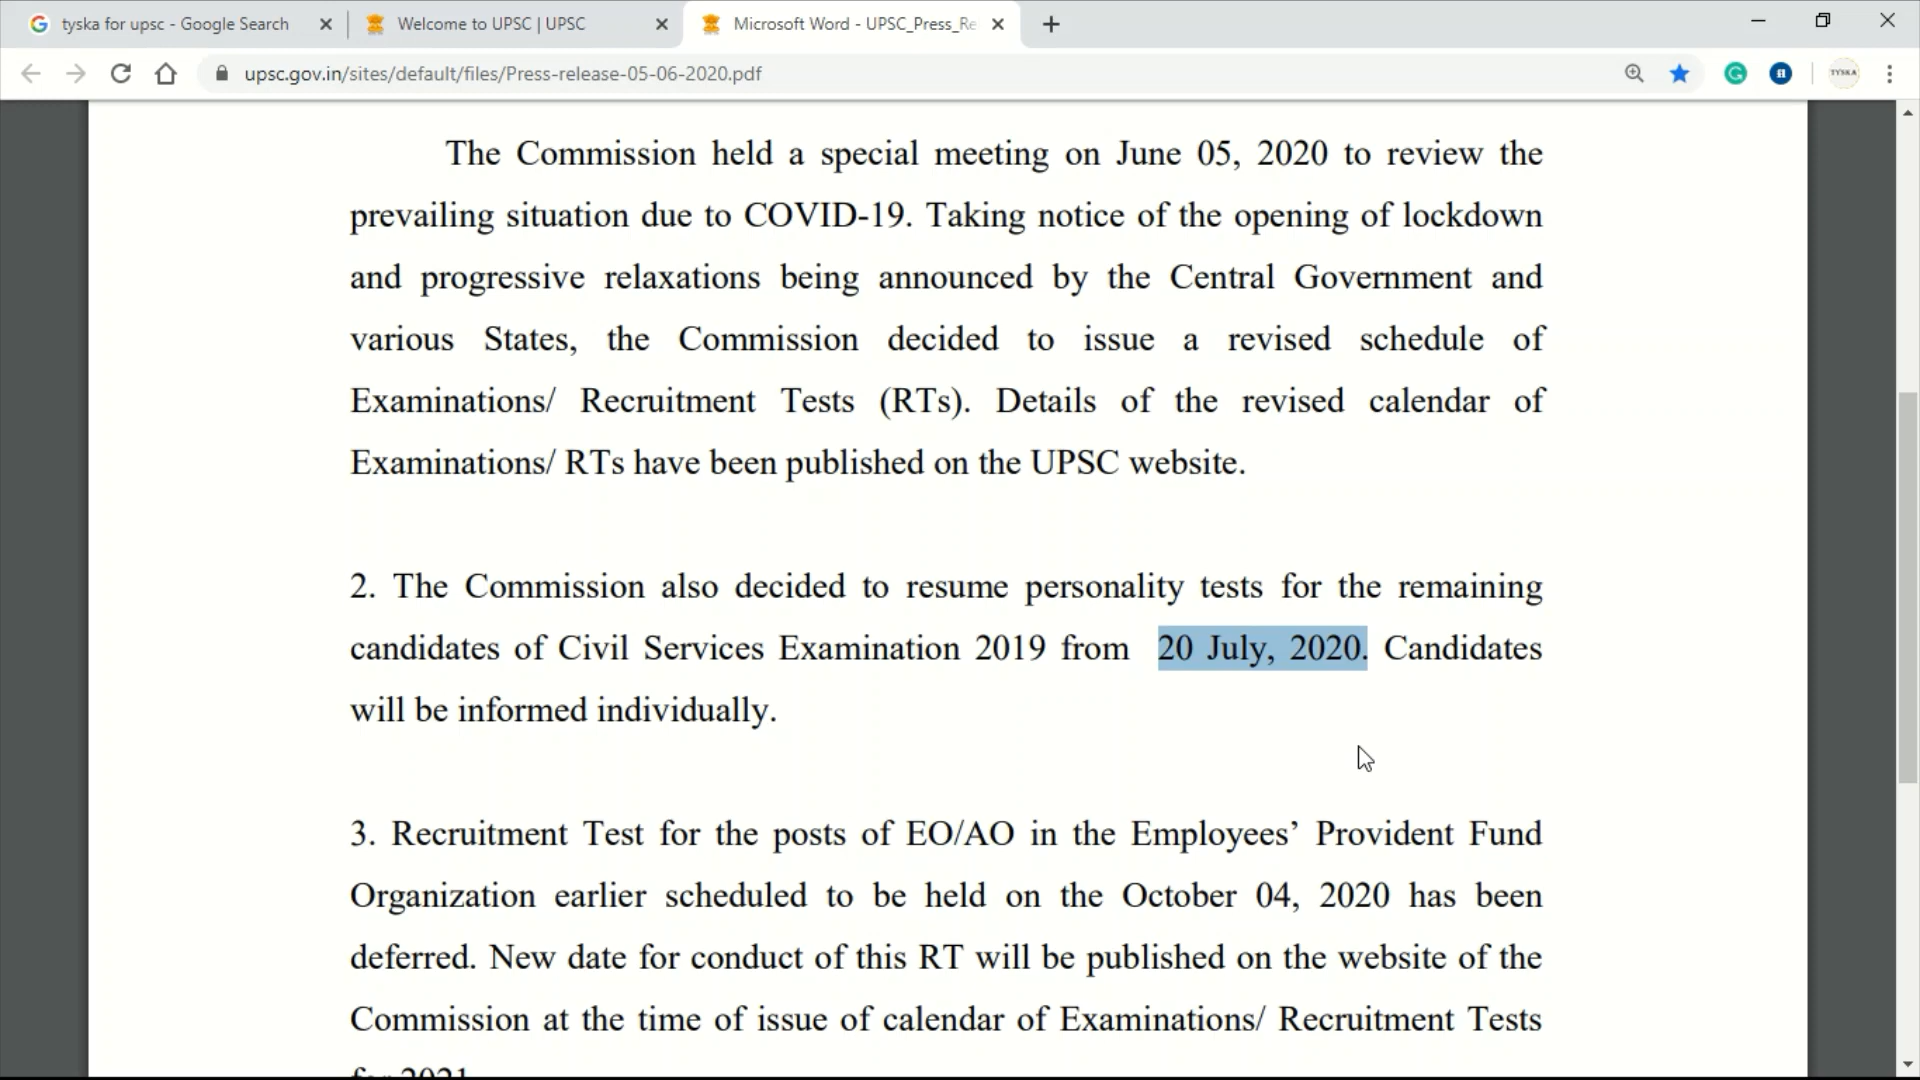 tyska for upsc - Google Search
Welcome to UPSC | UPSC
Microsoft Word - UPSC_Press_Re
upsc.gov.in/sites/default/files/Press-release-05-06-2020.pdf
TYSKA
The Commission held a special meeting on June 05, 2020 to review the
prevailing situation due to COVID-19. Taking notice of the opening of lockdown
and progressive relaxations being announced by the Central Government and
various States, the Commission decided to issue a revised schedule of
Examinations/ Recruitment Tests (RTs). Details of the revised calendar of
Examinations/ RTs have been published on the UPSC website.
2. The Commission also decided to resume personality tests for the remaining
candidates of Civil Services Examination 2019 from 20 July, 2020. Candidates
will be informed individually.
3. Recruitment Test for the posts of EO/AO in the Employees’ Provident Fund
Organization earlier scheduled to be held on the October 04, 2020 has been
deferred. New date for conduct of this RT will be published on the website of the
Commission at the time of issue of calendar of Examinations/ Recruitment Tests
for 2021